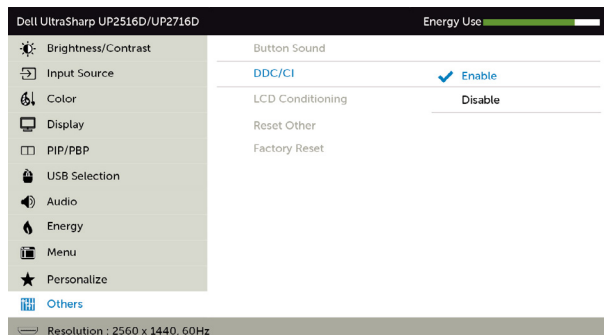 Dell UltraSharp UP2516D/UP2716D Energy Use
Brightness/Contrast Button Sound
Input Source DDC/CI Enable
Color LCD Conditioning Disable
Display Reset Other
PIP/PBP Factory Reset
USB Selection
Audio
Energy
Menu
Personalize
Others
Resolution : 2560 x 1440, 60Hz